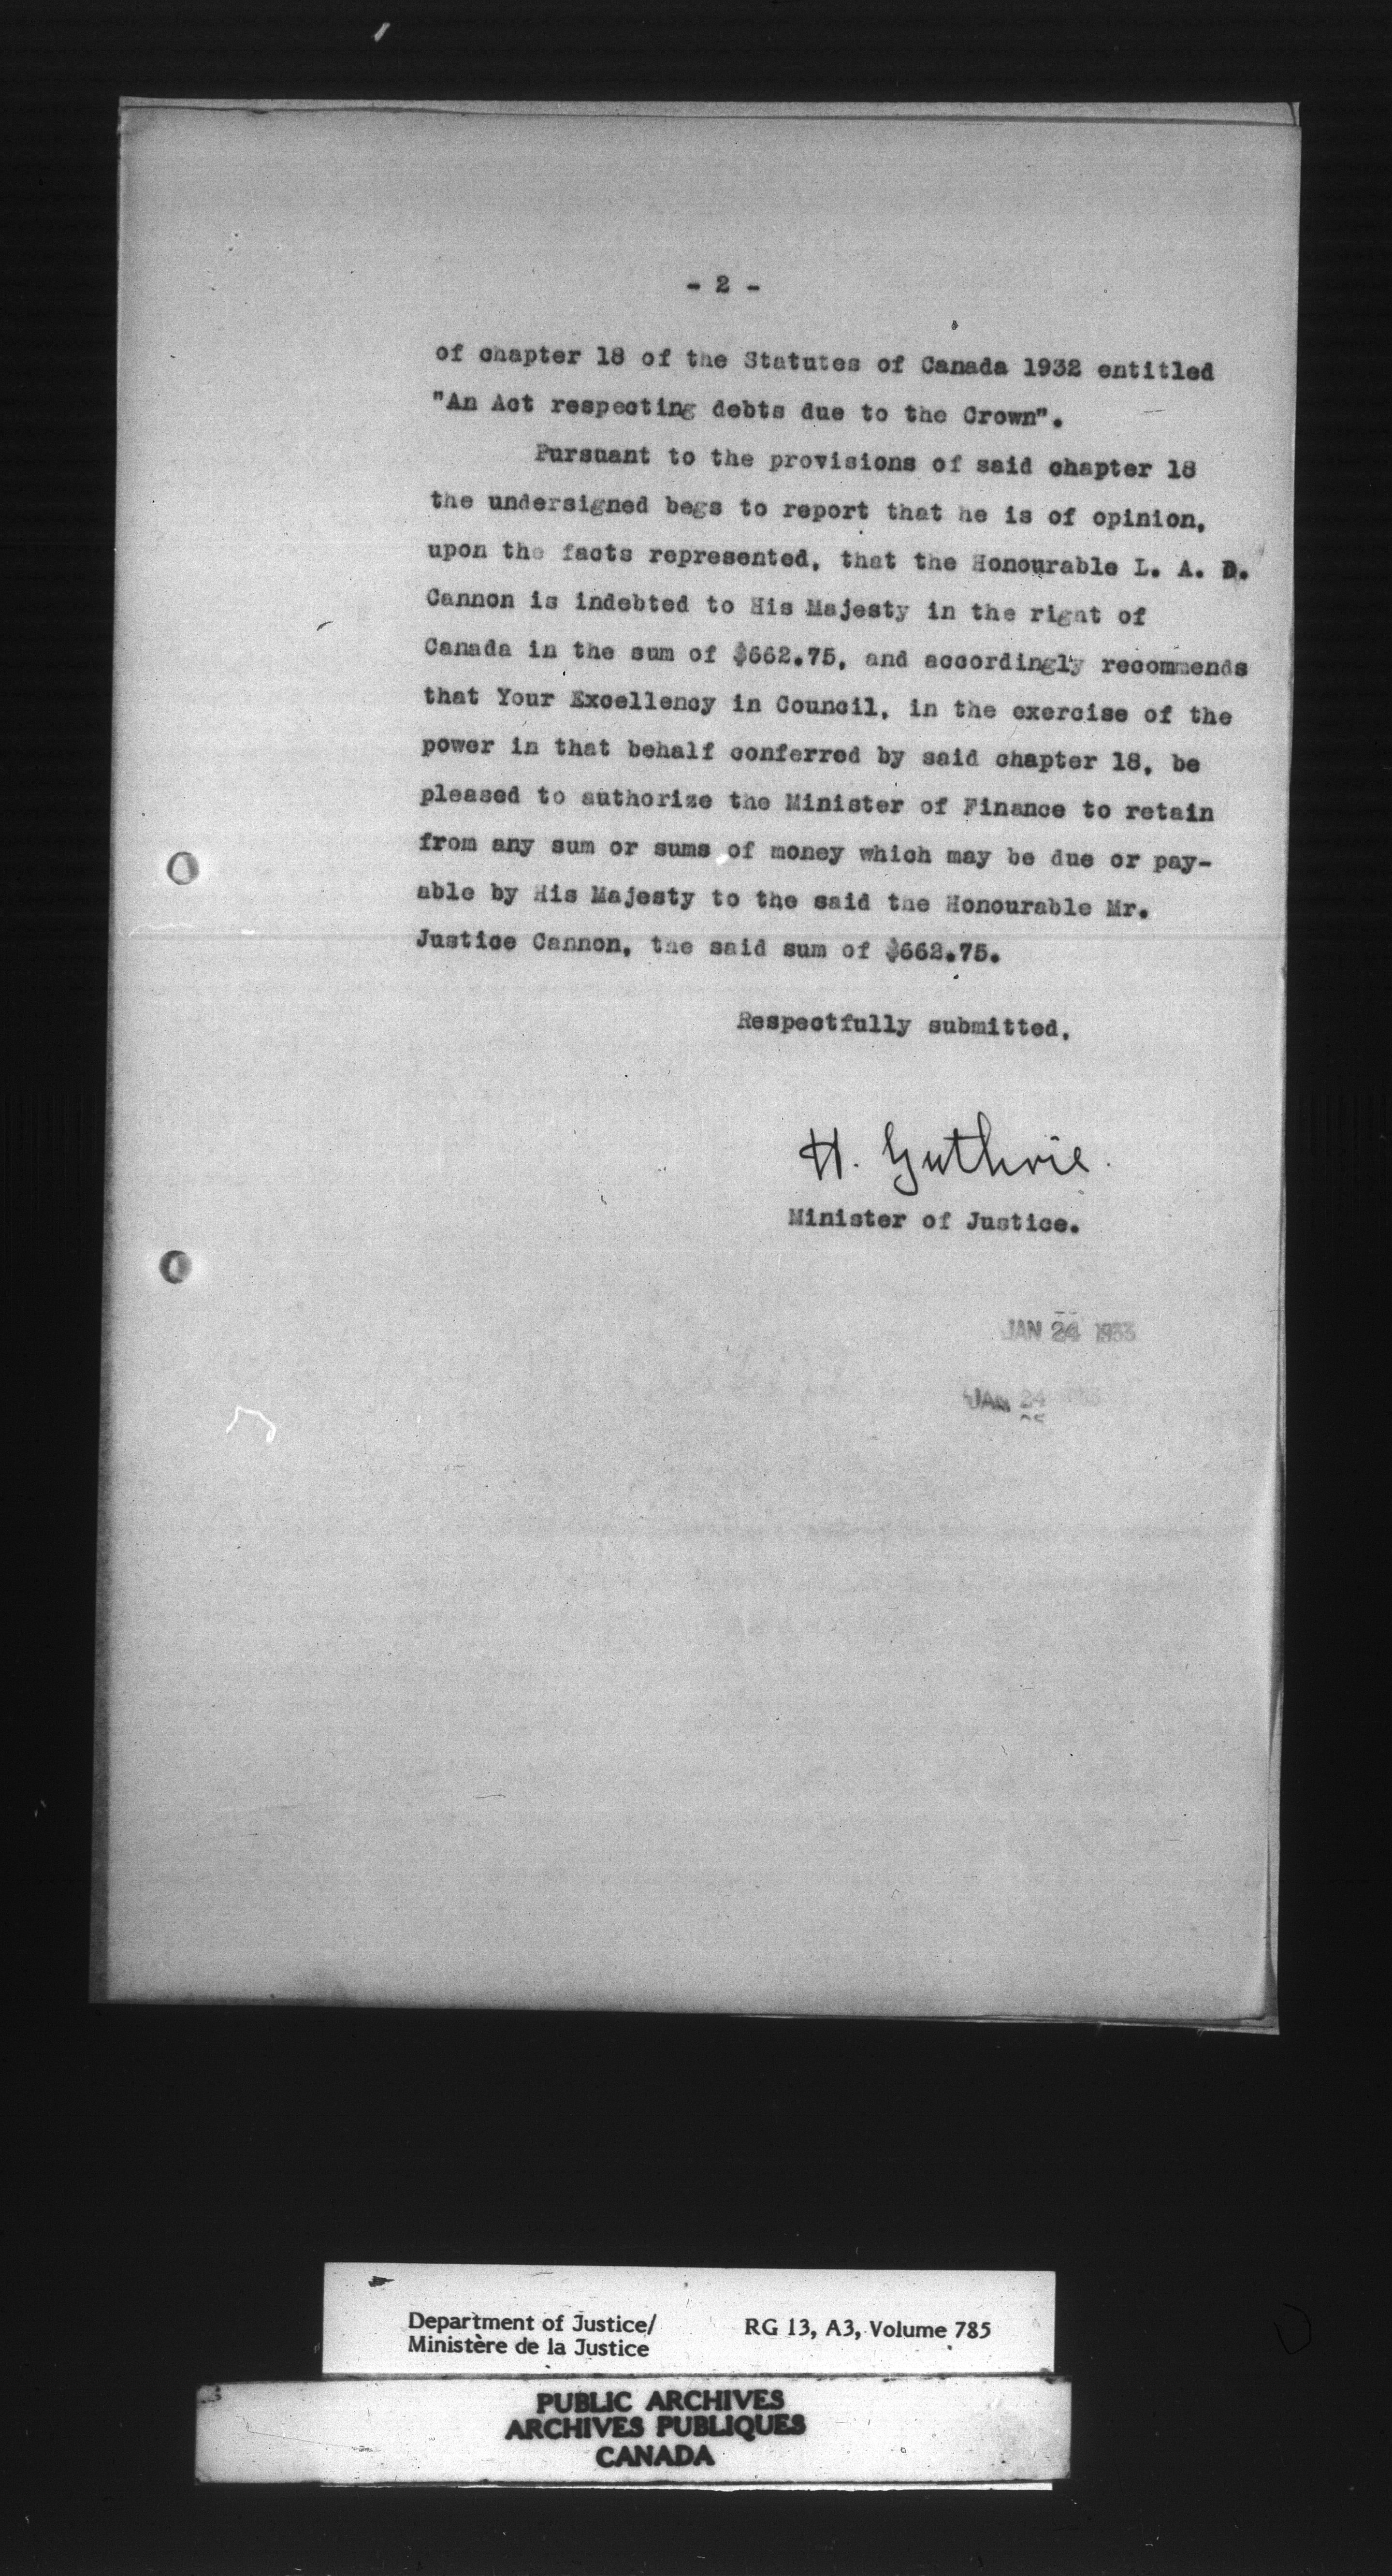 - 2 -
of chapter 18 of the Statutes of Canada 1932 entitled
"An Act respecting debts due to the Crown".
Pursuant to the provisions of said chapter 18
the undersigned begs to report that he is of opinion,
upon the facts represented, that the Honourable L. A. D.
Cannon is indebted to His Majesty in the right of
Canada in the sum of $662.75, and accordingly recommends
that Your Excellency in Council, in the exercise of the
power in that behalf conferred by said chapter 18, be
pleased to authorize the Minister of Finance to retain
from any sum or sums of money which may be due or pay-
able by His Majesty to the said the Honourable Mr.
Justice Cannon, the said sum of $662.75.
Respectfully submitted,
H. Guthrie.
Minister of Justice.
JAN 24 1933
JAN 24
Department of Justice/ RG 13, A3, Volume 785
Ministère de la Justice
PUBLIC ARCHIVES
ARCHIVES PUBLIQUES
CANADA